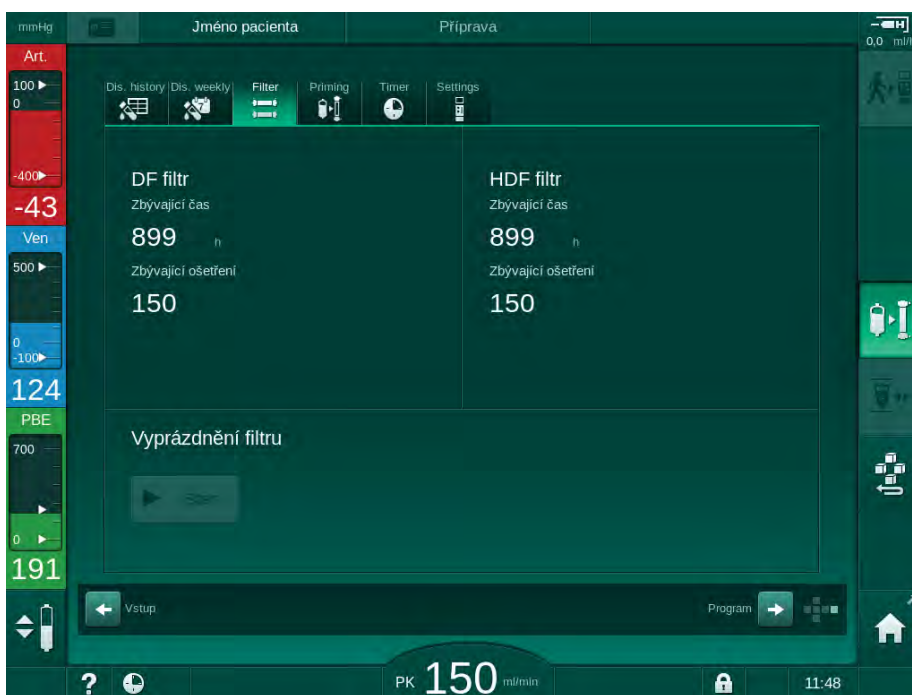 mmHg
Jméno pacienta
Příprava
0,0 ml/h
Art.
100
0
-400
-43
Ven
500
0
-100
124
PBE
700
0
191
Dis. history
Dis. weekly
Filter
Priming
Timer
Settings
DF filtr
Zbývající čas
899 h
Zbývající ošetření
150
HDF filtr
Zbývající čas
899 h
Zbývající ošetření
150
Vyprázdnění filtru
Vstup
Program
?
PK 150 ml/min
11:48
H